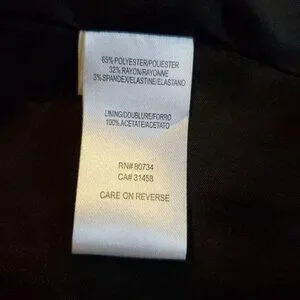 65% POLYESTER/POLIESTER
32% RAYON/RAYONNE
3% SPANDEX/ELASTINE/ELASTANO
LINING/DOUBLURE/FORRO
100% ACETATE/ACETATO
RN# 80734
CA# 31458
CARE ON REVERSE